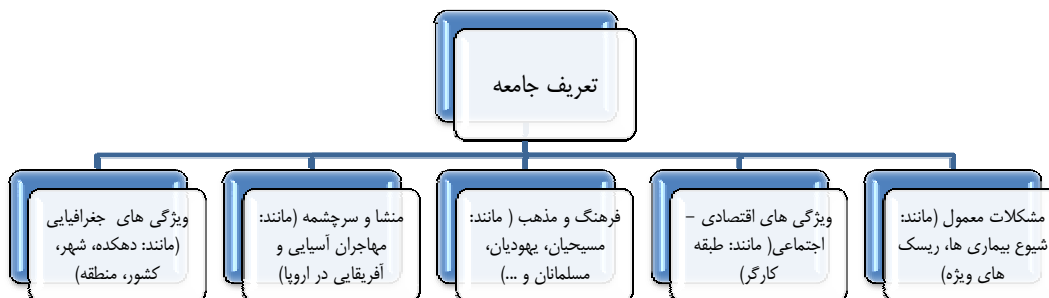 تعریف جامعه
مشکلات معمول (مانند:
شیوع بیماری ها، ریسک
های ویژه)
ویژگی های اقتصادی –
اجتماعی( مانند: طبقه
کارگر)
فرهنگ و مذهب ( مانند:
مسیحیان، یهودیان،
مسلمانان و ...)
منشا و سرچشمه (مانند:
مهاجران آسیایی و
آفریقایی در اروپا)
ویژگی های جغرافیایی
(مانند: دهکده، شهر،
کشور، منطقه)